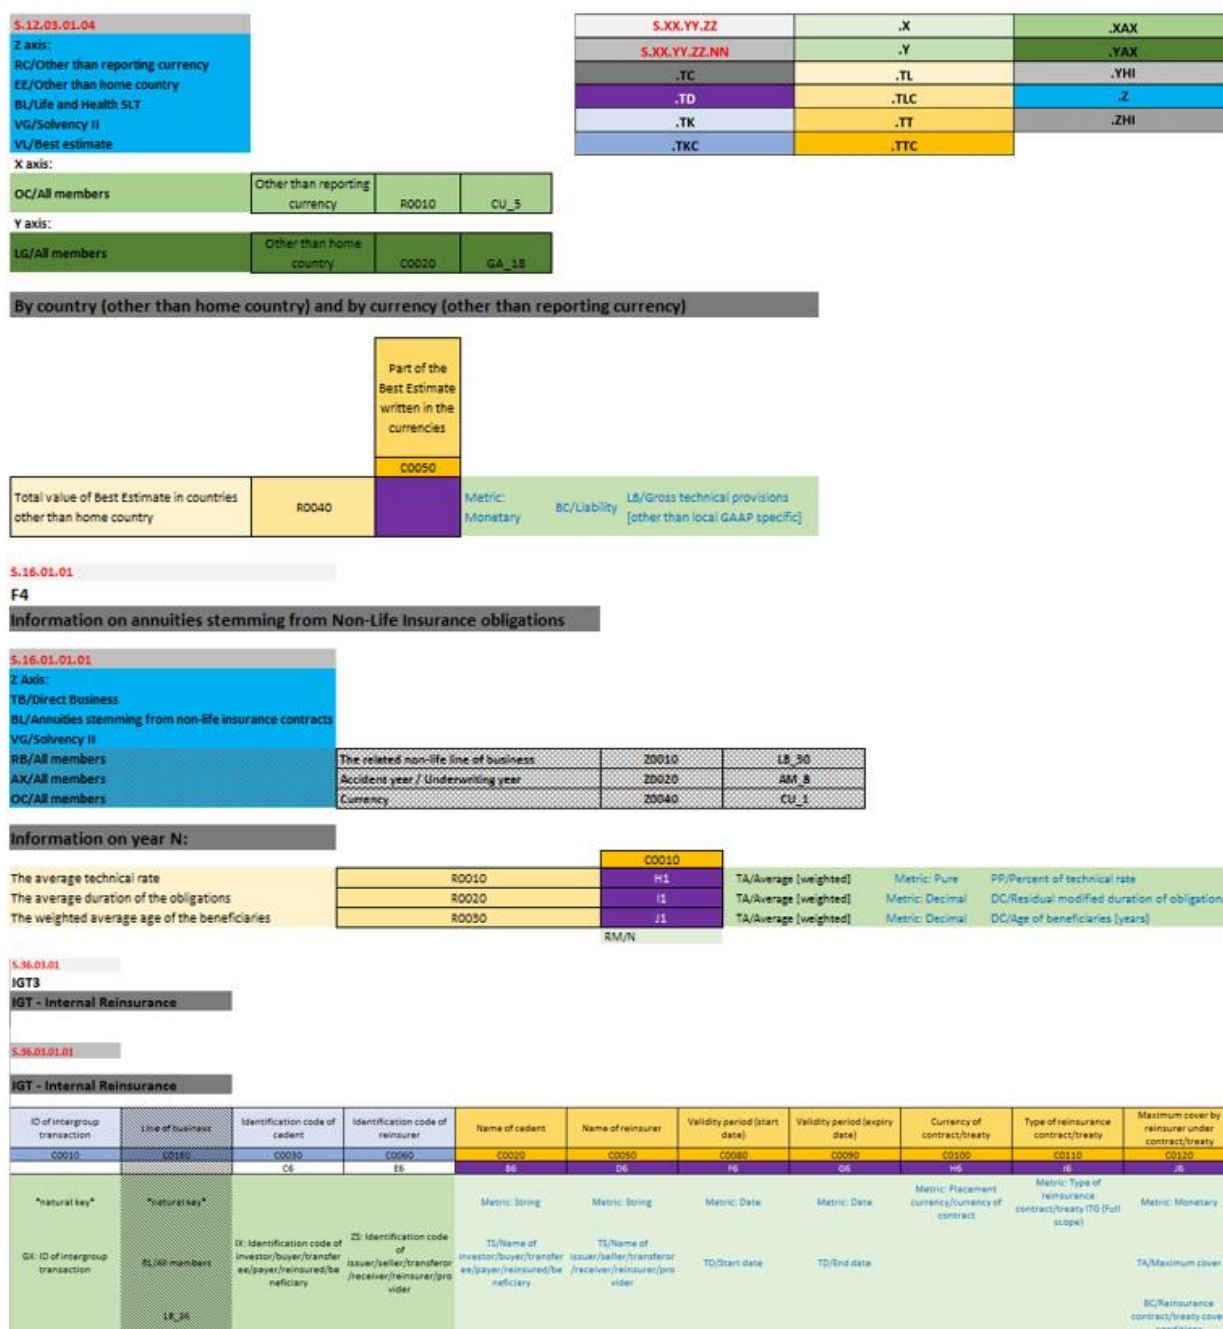 S.12.03.01.04
Z axis:
RC/Other than reporting currency
EE/Other than home country
BL/Life and Health SLT
VG/Solvency II
VL/Best estimate
X axis:
OC/All members
Other than reporting currency
R0010
CU_5
Y axis:
LG/All members
Other than home country
C0020
GA_18
S.XX.YY.ZZ
.X
.XAX
S.XX.YY.ZZ.NN
.Y
.YAX
.TC
.TL
.YHI
.TD
.TLC
.Z
.TK
.TT
.ZHI
.TKC
.TTC
By country (other than home country) and by currency (other than reporting currency)
Part of the
Best Estimate
written in the
currencies
C0050
Total value of Best Estimate in countries
other than home country
R0040
Metric:
Monetary
BC/Liability
LB/Gross technical provisions
[other than local GAAP specific]
S.16.01.01
F4
Information on annuities stemming from Non-Life Insurance obligations
S.16.01.01.01
Z Axis:
TB/Direct Business
BL/Annuities stemming from non-life insurance contracts
VG/Solvency II
RB/All members The related non-life line of business Z0010 LB_30
AX/All members Accident year / Underwriting year Z0020 AM_8
OC/All members Currency Z0040 CU_1
Information on year N:
C0010
The average technical rate R0010 H1 TA/Average [weighted] Metric: Pure PP/Percent of technical rate
The average duration of the obligations R0020 I1 TA/Average [weighted] Metric: Decimal DC/Residual modified duration of obligation
The weighted average age of the beneficiaries R0030 J1 TA/Average [weighted] Metric: Decimal DC/Age of beneficiaries [years]
RM/N
S.36.03.01
IGT3
IGT - Internal Reinsurance
S.36.03.01.01
IGT - Internal Reinsurance
ID of intergroup transaction
Line of business
Identification code of cedent
Identification code of reinsurer
Name of cedent
Name of reinsurer
Validity period (start date)
Validity period (expiry date)
Currency of contract/treaty
Type of reinsurance contract/treaty
Maximum cover by reinsurer under contract/treaty
C0010 C0160 C0030 C0060 C0020 C0050 C0080 C0090 C0100 C0110 C0120
C6 E6 B6 D6 F6 G6 H6 I6 J6
*natural key*
*natural key*
Metric: String
Metric: String
Metric: Date
Metric: Date
Metric: Placement currency/currency of contract
Metric: Type of reinsurance contract/treaty ITG (Full scope)
Metric: Monetary
GX: ID of intergroup transaction
BL/All members
IX: Identification code of investor/buyer/transferee/payer/reinsured/beneficiary
ZS: Identification code of issuer/seller/transferor/receiver/reinsurer/provider
TS/Name of investor/buyer/transferee/payer/reinsured/beneficiary
TS/Name of issuer/seller/transferor/receiver/reinsurer/provider
TD/Start date
TD/End date
TA/Maximum cover
LB_26
BC/Reinsurance contract/treaty cover conditions